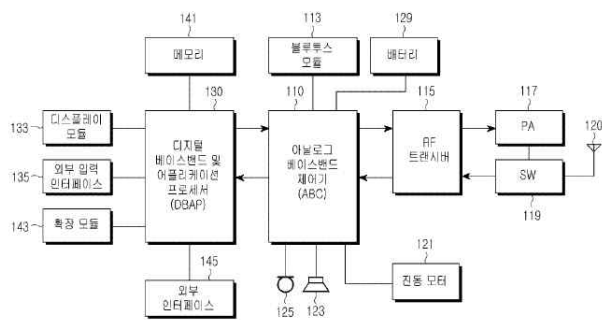 141
메모리
113
블루투스
모듈
129
배터리
133
디스플레이
모듈
135
외부 입력
인터페이스
143
확장 모듈
130
디지털
베이스밴드 및
어플리케이션
프로세서
(DBAP)
110
아날로그
베이스밴드
제어기
(ABC)
115
RF
트랜시버
117
PA
120
SW
119
145
외부
인터페이스
125
123
121
진동 모터